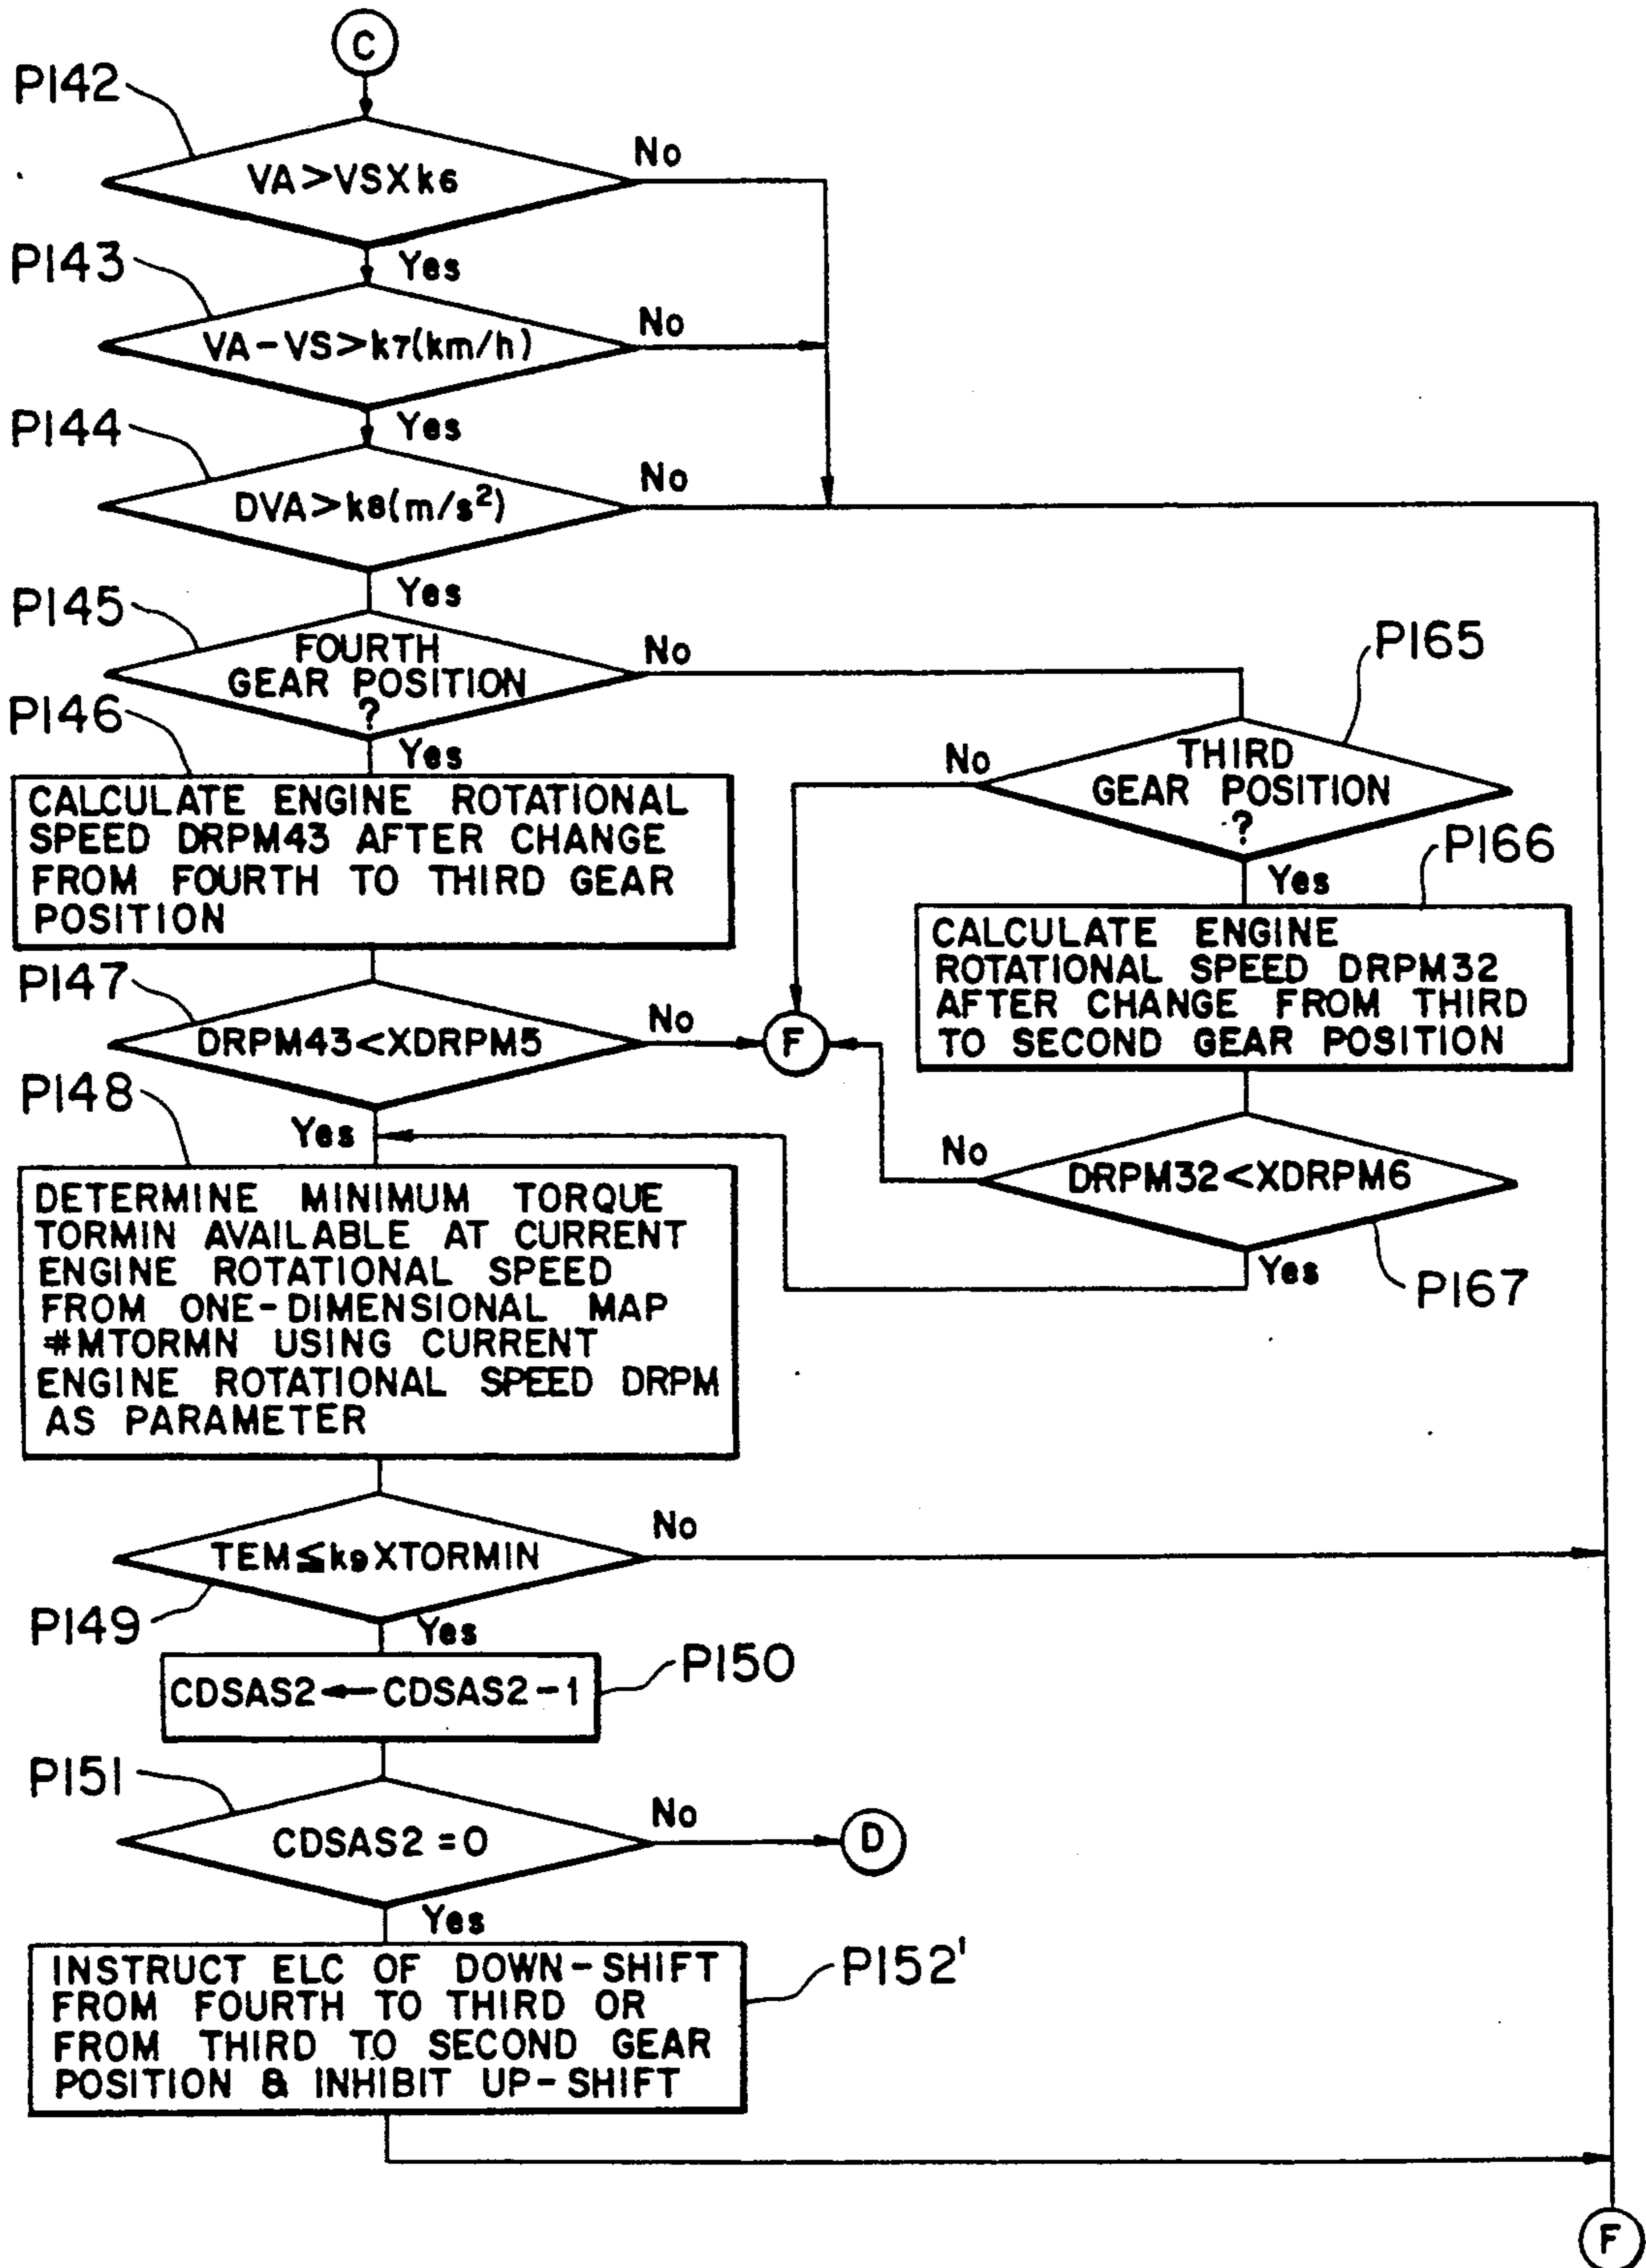 C
P142
VA>VSXk6
No
Yes
P143
VA-VS>k7(km/h)
No
Yes
P144
DVA>k8(m/s²)
No
Yes
P145
FOURTH
GEAR POSITION
?
No
Yes
P165
THIRD
GEAR POSITION
?
No
Yes
P146
CALCULATE ENGINE ROTATIONAL
SPEED DRPM43 AFTER CHANGE
FROM FOURTH TO THIRD GEAR
POSITION
P166
CALCULATE ENGINE
ROTATIONAL SPEED DRPM32
AFTER CHANGE FROM THIRD
TO SECOND GEAR POSITION
P147
DRPM43<XDRPM5
No
F
Yes
DRPM32<XDRPM6
No
Yes
P167
P148
DETERMINE MINIMUM TORQUE
TORMIN AVAILABLE AT CURRENT
ENGINE ROTATIONAL SPEED
FROM ONE-DIMENSIONAL MAP
#MTORMN USING CURRENT
ENGINE ROTATIONAL SPEED DRPM
AS PARAMETER
TEM≦k9XTORMIN
No
P149
Yes
CDSAS2←CDSAS2-1
P150
P151
CDSAS2=0
No
D
Yes
INSTRUCT ELC OF DOWN-SHIFT
FROM FOURTH TO THIRD OR
FROM THIRD TO SECOND GEAR
POSITION & INHIBIT UP-SHIFT
P152'
F